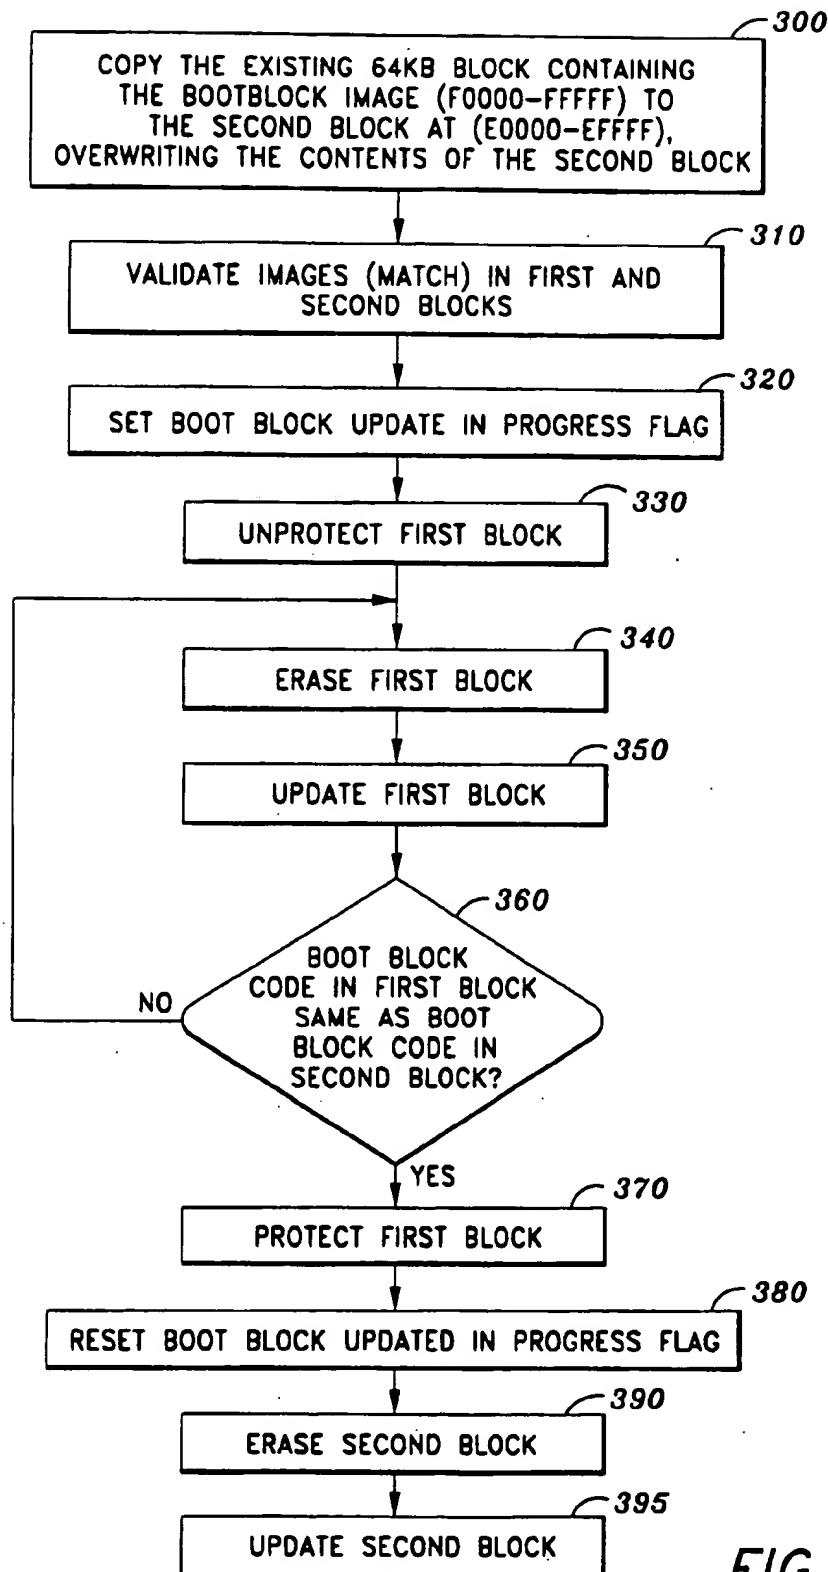 300
COPY THE EXISTING 64KB BLOCK CONTAINING
THE BOOTBLOCK IMAGE (F0000-FFFFF) TO
THE SECOND BLOCK AT (E0000-EFFFF),
OVERWRITING THE CONTENTS OF THE SECOND BLOCK
310
VALIDATE IMAGES (MATCH) IN FIRST AND
SECOND BLOCKS
320
SET BOOT BLOCK UPDATE IN PROGRESS FLAG
330
UNPROTECT FIRST BLOCK
340
ERASE FIRST BLOCK
350
UPDATE FIRST BLOCK
360
BOOT BLOCK
CODE IN FIRST BLOCK
SAME AS BOOT
BLOCK CODE IN
SECOND BLOCK?
NO
YES
370
PROTECT FIRST BLOCK
380
RESET BOOT BLOCK UPDATED IN PROGRESS FLAG
390
ERASE SECOND BLOCK
395
UPDATE SECOND BLOCK
FIG